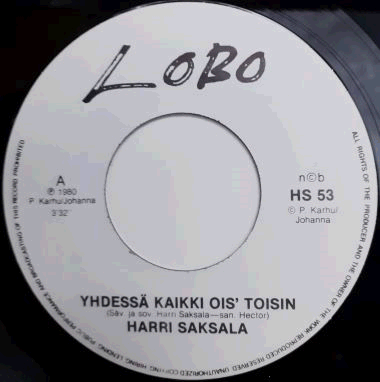 LOBO
A
℗ 1980
P. Karhu/Johanna
3'32'
n©b
HS 53
© P. Karhu/
Johanna
YHDESSÄ KAIKKI OIS' TOISIN
(Säv. ja sov. Harri Saksala—san. Hector)
HARRI SAKSALA
ALL RIGHTS OF THE PRODUCER AND THE OWNER OF THE WORK REPRODUCED RESERVED UNAUTHORIZED COPYING HIRING LENDING PUBLIC PERFORMANCE AND BROADCASTING OF THIS RECORD PROHIBITED